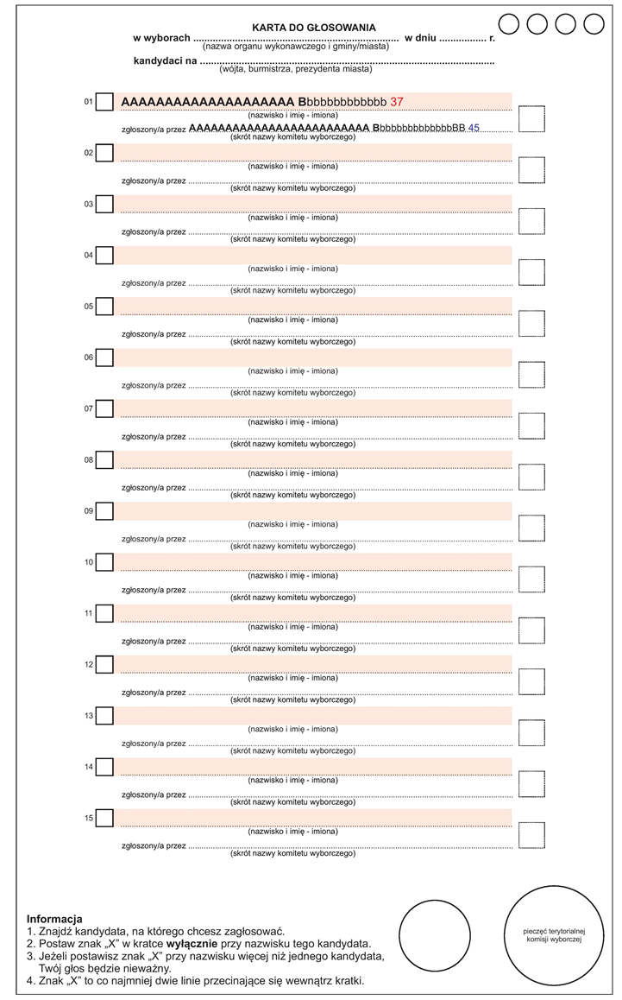 KARTA DO GŁOSOWANIA
w wyborach ........................................................................ w dniu ................ r.
(nazwa organu wykonawczego i gminy/miasta)
kandydaci na ........................................................................................................
(wójta, burmistrza, prezydenta miasta)
01 AAAAAAAAAAAAAAAAAAAA Bbbbbbbbbbbbb 37
(nazwisko i imię - imiona)
zgłoszony/a przez AAAAAAAAAAAAAAAAAAAAAAAAA BbbbbbbbbbbbbbBB 45
(skrót nazwy komitetu wyborczego)
02
(nazwisko i imię - imiona)
zgłoszony/a przez
(skrót nazwy komitetu wyborczego)
03
(nazwisko i imię - imiona)
zgłoszony/a przez
(skrót nazwy komitetu wyborczego)
04
(nazwisko i imię - imiona)
zgłoszony/a przez
(skrót nazwy komitetu wyborczego)
05
(nazwisko i imię - imiona)
zgłoszony/a przez
(skrót nazwy komitetu wyborczego)
06
(nazwisko i imię - imiona)
zgłoszony/a przez
(skrót nazwy komitetu wyborczego)
07
(nazwisko i imię - imiona)
zgłoszony/a przez
(skrót nazwy komitetu wyborczego)
08
(nazwisko i imię - imiona)
zgłoszony/a przez
(skrót nazwy komitetu wyborczego)
09
(nazwisko i imię - imiona)
zgłoszony/a przez
(skrót nazwy komitetu wyborczego)
10
(nazwisko i imię - imiona)
zgłoszony/a przez
(skrót nazwy komitetu wyborczego)
11
(nazwisko i imię - imiona)
zgłoszony/a przez
(skrót nazwy komitetu wyborczego)
12
(nazwisko i imię - imiona)
zgłoszony/a przez
(skrót nazwy komitetu wyborczego)
13
(nazwisko i imię - imiona)
zgłoszony/a przez
(skrót nazwy komitetu wyborczego)
14
(nazwisko i imię - imiona)
zgłoszony/a przez
(skrót nazwy komitetu wyborczego)
15
(nazwisko i imię - imiona)
zgłoszony/a przez
(skrót nazwy komitetu wyborczego)
Informacja
1. Znajdź kandydata, na którego chcesz zagłosować.
2. Postaw znak „X” w kratce wyłącznie przy nazwisku tego kandydata.
3. Jeżeli postawisz znak „X” przy nazwisku więcej niż jednego kandydata,
Twój głos będzie nieważny.
4. Znak „X” to co najmniej dwie linie przecinające się wewnątrz kratki.
pieczęć terytorialnej
komisji wyborczej